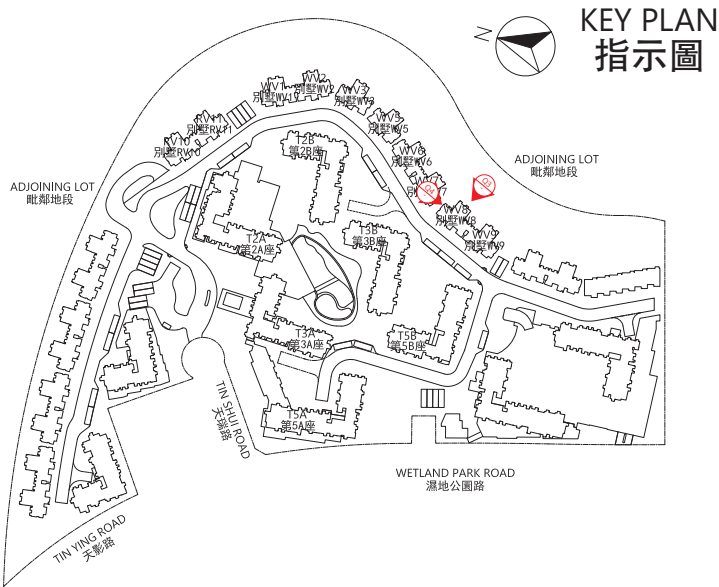 KEY PLAN
指示圖
N
WV2
別墅WV2
WV1
別墅WV1
WV3
別墅WV3
RV11
別墅RV11
WV5
別墅WV5
RV10
別墅RV10
T2B
第2B座
WV6
別墅WV6
ADJOINING LOT
毗鄰地段
ADJOINING LOT
毗鄰地段
04
03
WV8
別墅WV8
T2A
第2A座
T3B
第3B座
WV9
別墅WV9
T3A
第3A座
T5B
第5B座
T5A
第5A座
TIN SHUI ROAD
天瑞路
WETLAND PARK ROAD
濕地公園路
TIN YING ROAD
天影路